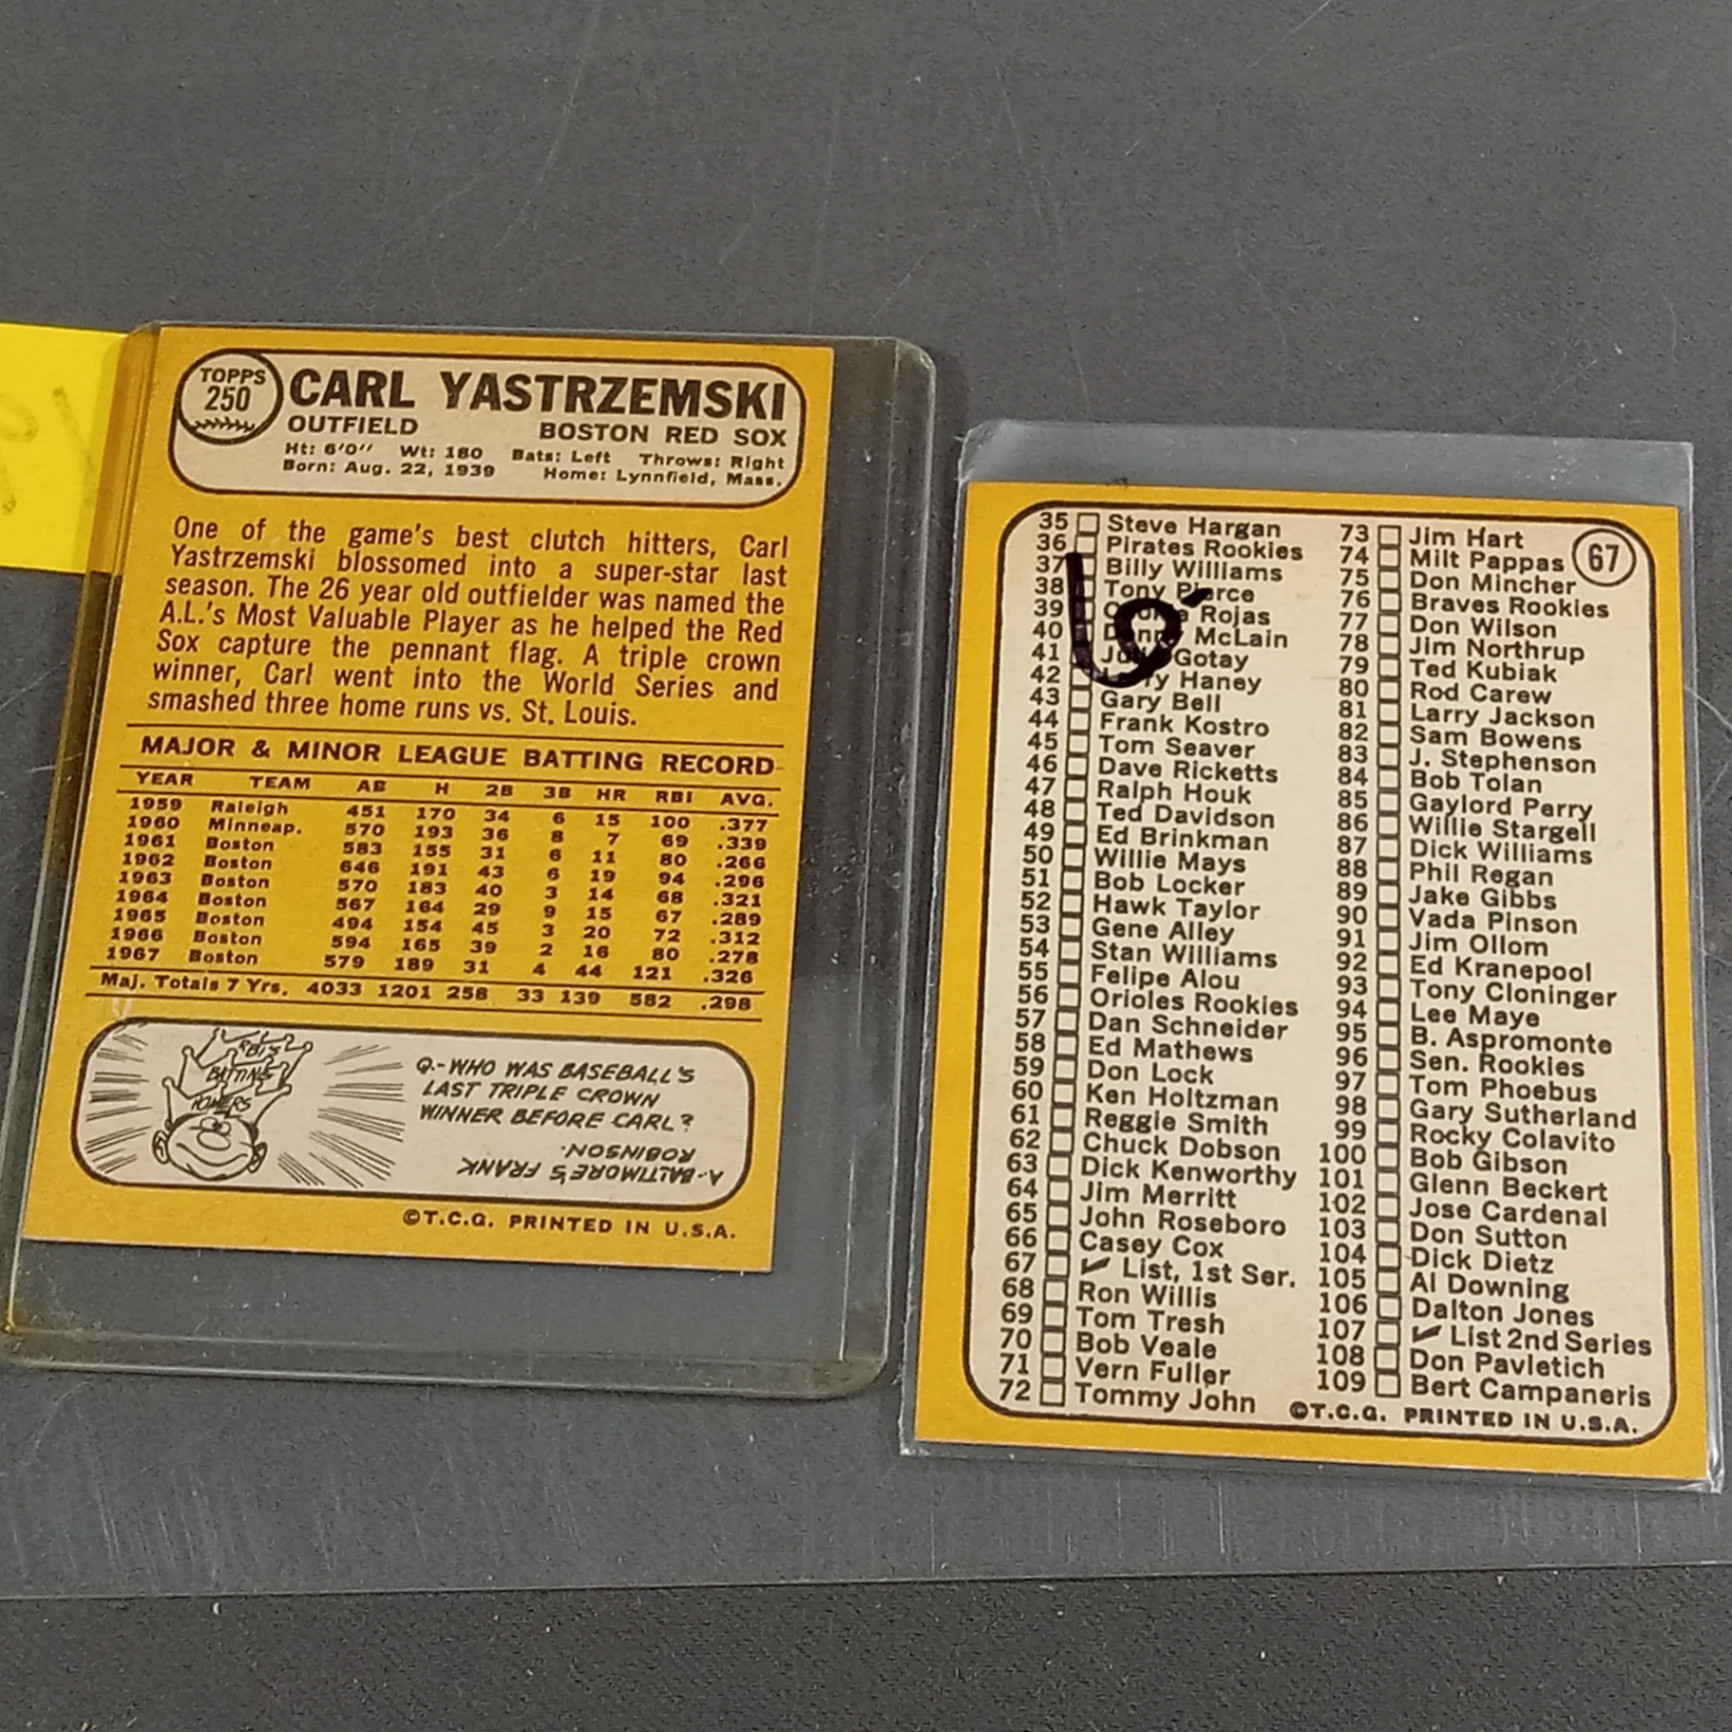 TOPPS
250
CARL YASTRZEMSKI
OUTFIELD BOSTON RED SOX
Ht: 6'0" Wt: 180 Bats: Left Throws: Right
Born: Aug. 22, 1939 Home: Lynnfield, Mass.
One of the game's best clutch hitters, Carl
Yastrzemski blossomed into a super-star last
season. The 26 year old outfielder was named the
A.L.'s Most Valuable Player as he helped the Red
Sox capture the pennant flag. A triple crown
winner, Carl went into the World Series and
smashed three home runs vs. St. Louis.
MAJOR & MINOR LEAGUE BATTING RECORD
YEAR TEAM AB H 2B 3B HR RBI AVG.
1959 Raleigh 451 170 34 6 15 100 .377
1960 Minneap. 570 193 36 8 7 69 .339
1961 Boston 583 155 31 6 11 80 .266
1962 Boston 646 191 43 6 19 94 .296
1963 Boston 570 183 40 3 14 68 .321
1964 Boston 567 164 29 9 15 67 .289
1965 Boston 494 154 45 3 20 72 .312
1966 Boston 594 165 39 2 16 80 .278
1967 Boston 579 189 31 4 44 121 .326
Maj. Totals 7 Yrs. 4033 1201 258 33 139 582 .298
RBI'S
BATTING
HOMERS
Q.-WHO WAS BASEBALL'S
LAST TRIPLE CROWN
WINNER BEFORE CARL?
A.-BALTIMORE'S FRANK
ROBINSON.
©T.C.G. PRINTED IN U.S.A.
67
35 Steve Hargan
36 Pirates Rookies
37 Billy Williams
38 Tony Pierce
39 Rojas
40 McLain
41 Gotay
42 Larry Haney
43 Gary Bell
44 Frank Kostro
45 Tom Seaver
46 Dave Ricketts
47 Ralph Houk
48 Ted Davidson
49 Ed Brinkman
50 Willie Mays
51 Bob Locker
52 Hawk Taylor
53 Gene Alley
54 Stan Williams
55 Felipe Alou
56 Orioles Rookies
57 Dan Schneider
58 Ed Mathews
59 Don Lock
60 Ken Holtzman
61 Reggie Smith
62 Chuck Dobson
63 Dick Kenworthy
64 Jim Merritt
65 John Roseboro
66 Casey Cox
67 ✔ List, 1st Ser.
68 Ron Willis
69 Tom Tresh
70 Bob Veale
71 Vern Fuller
72 Tommy John
73 Jim Hart
74 Milt Pappas
75 Don Mincher
76 Braves Rookies
77 Don Wilson
78 Jim Northrup
79 Ted Kubiak
80 Rod Carew
81 Larry Jackson
82 Sam Bowens
83 J. Stephenson
84 Bob Tolan
85 Gaylord Perry
86 Willie Stargell
87 Dick Williams
88 Phil Regan
89 Jake Gibbs
90 Vada Pinson
91 Jim Ollom
92 Ed Kranepool
93 Tony Cloninger
94 Lee Maye
95 B. Aspromonte
96 Sen. Rookies
97 Tom Phoebus
98 Gary Sutherland
99 Rocky Colavito
100 Bob Gibson
101 Glenn Beckert
102 Jose Cardenal
103 Don Sutton
104 Dick Dietz
105 Al Downing
106 Dalton Jones
107 ✔ List 2nd Series
108 Don Pavletich
109 Bert Campaneris
©T.C.G. PRINTED IN U.S.A.